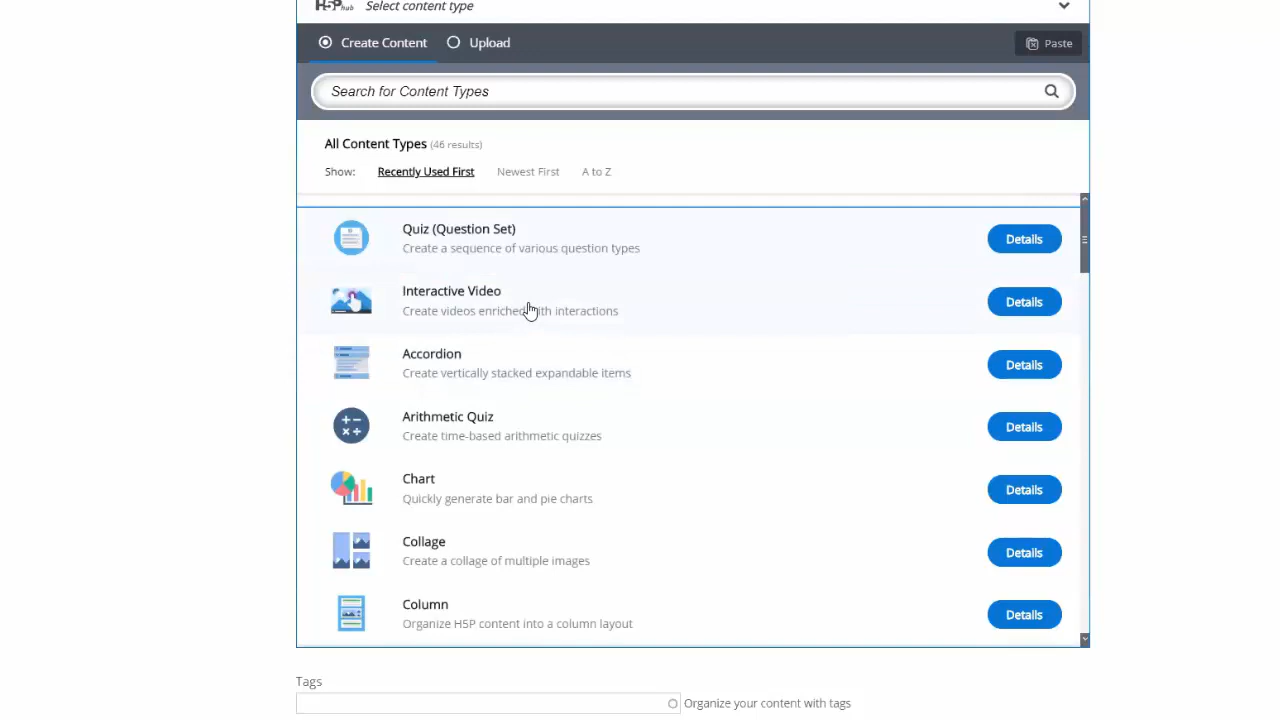 H5Phub Select content type
Create Content Upload Paste
Search for Content Types
All Content Types (46 results)
Show: Recently Used First Newest First A to Z
Quiz (Question Set)
Create a sequence of various question types
Details
Interactive Video
Create videos enriched with interactions
Details
Accordion
Create vertically stacked expandable items
Details
Arithmetic Quiz
Create time-based arithmetic quizzes
Details
Chart
Quickly generate bar and pie charts
Details
Collage
Create a collage of multiple images
Details
Column
Organize H5P content into a column layout
Details
Tags
Organize your content with tags